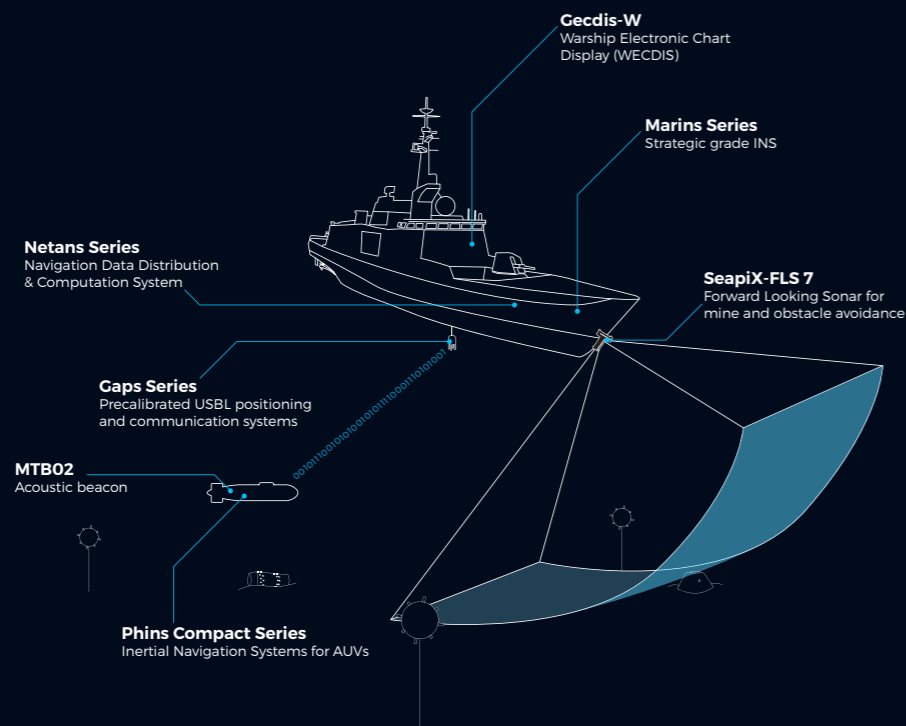 Gecdis-W
Warship Electronic Chart
Display (WECDIS)
Marins Series
Strategic grade INS
Netans Series
Navigation Data Distribution
& Computation System
SeapiX-FLS 7
Forward Looking Sonar for
mine and obstacle avoidance
Gaps Series
Precalibrated USBL positioning
and communication systems
MTB02
Acoustic beacon
Phins Compact Series
Inertial Navigation Systems for AUVs